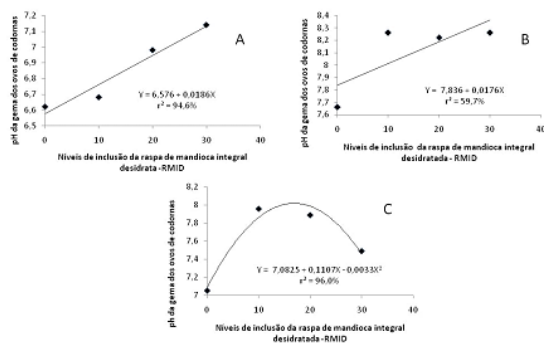 pH da gema dos ovos de codornas
7,2
7,1
7
6,9
6,8
6,7
6,6
6,5
A
Y = 6,576 + 0,0186X
r² = 94,6%
0
10
20
30
40
Níveis de inclusão da raspa de mandioca integral
desidrata -RMID
pH da gema dos ovos de codornas
8,4
8,3
8,2
8,1
8
7,9
7,8
7,7
7,6
B
Y = 7,836 + 0,0176X
r² = 59,7%
0
10
20
30
40
Níveis de inclusão da raspa de mandioca integral
desidratada -RMID
pH da gema dos ovos de codornas
8,2
8
7,8
7,6
7,4
7,2
7
C
Y = 7,0825 + 0,1107X - 0,0033X²
r² = 96,0%
0
10
20
30
40
Níveis de inclusão da raspa de mandioca integral
desidratada -RMID